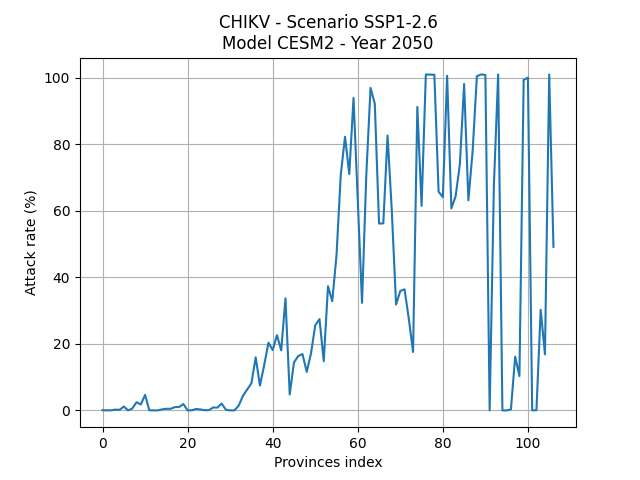 CHIKV - Scenario SSP1-2.6
Model CESM2 - Year 2050
100
80
60
40
20
0
Attack rate (%)
0 20 40 60 80 100
Provinces index